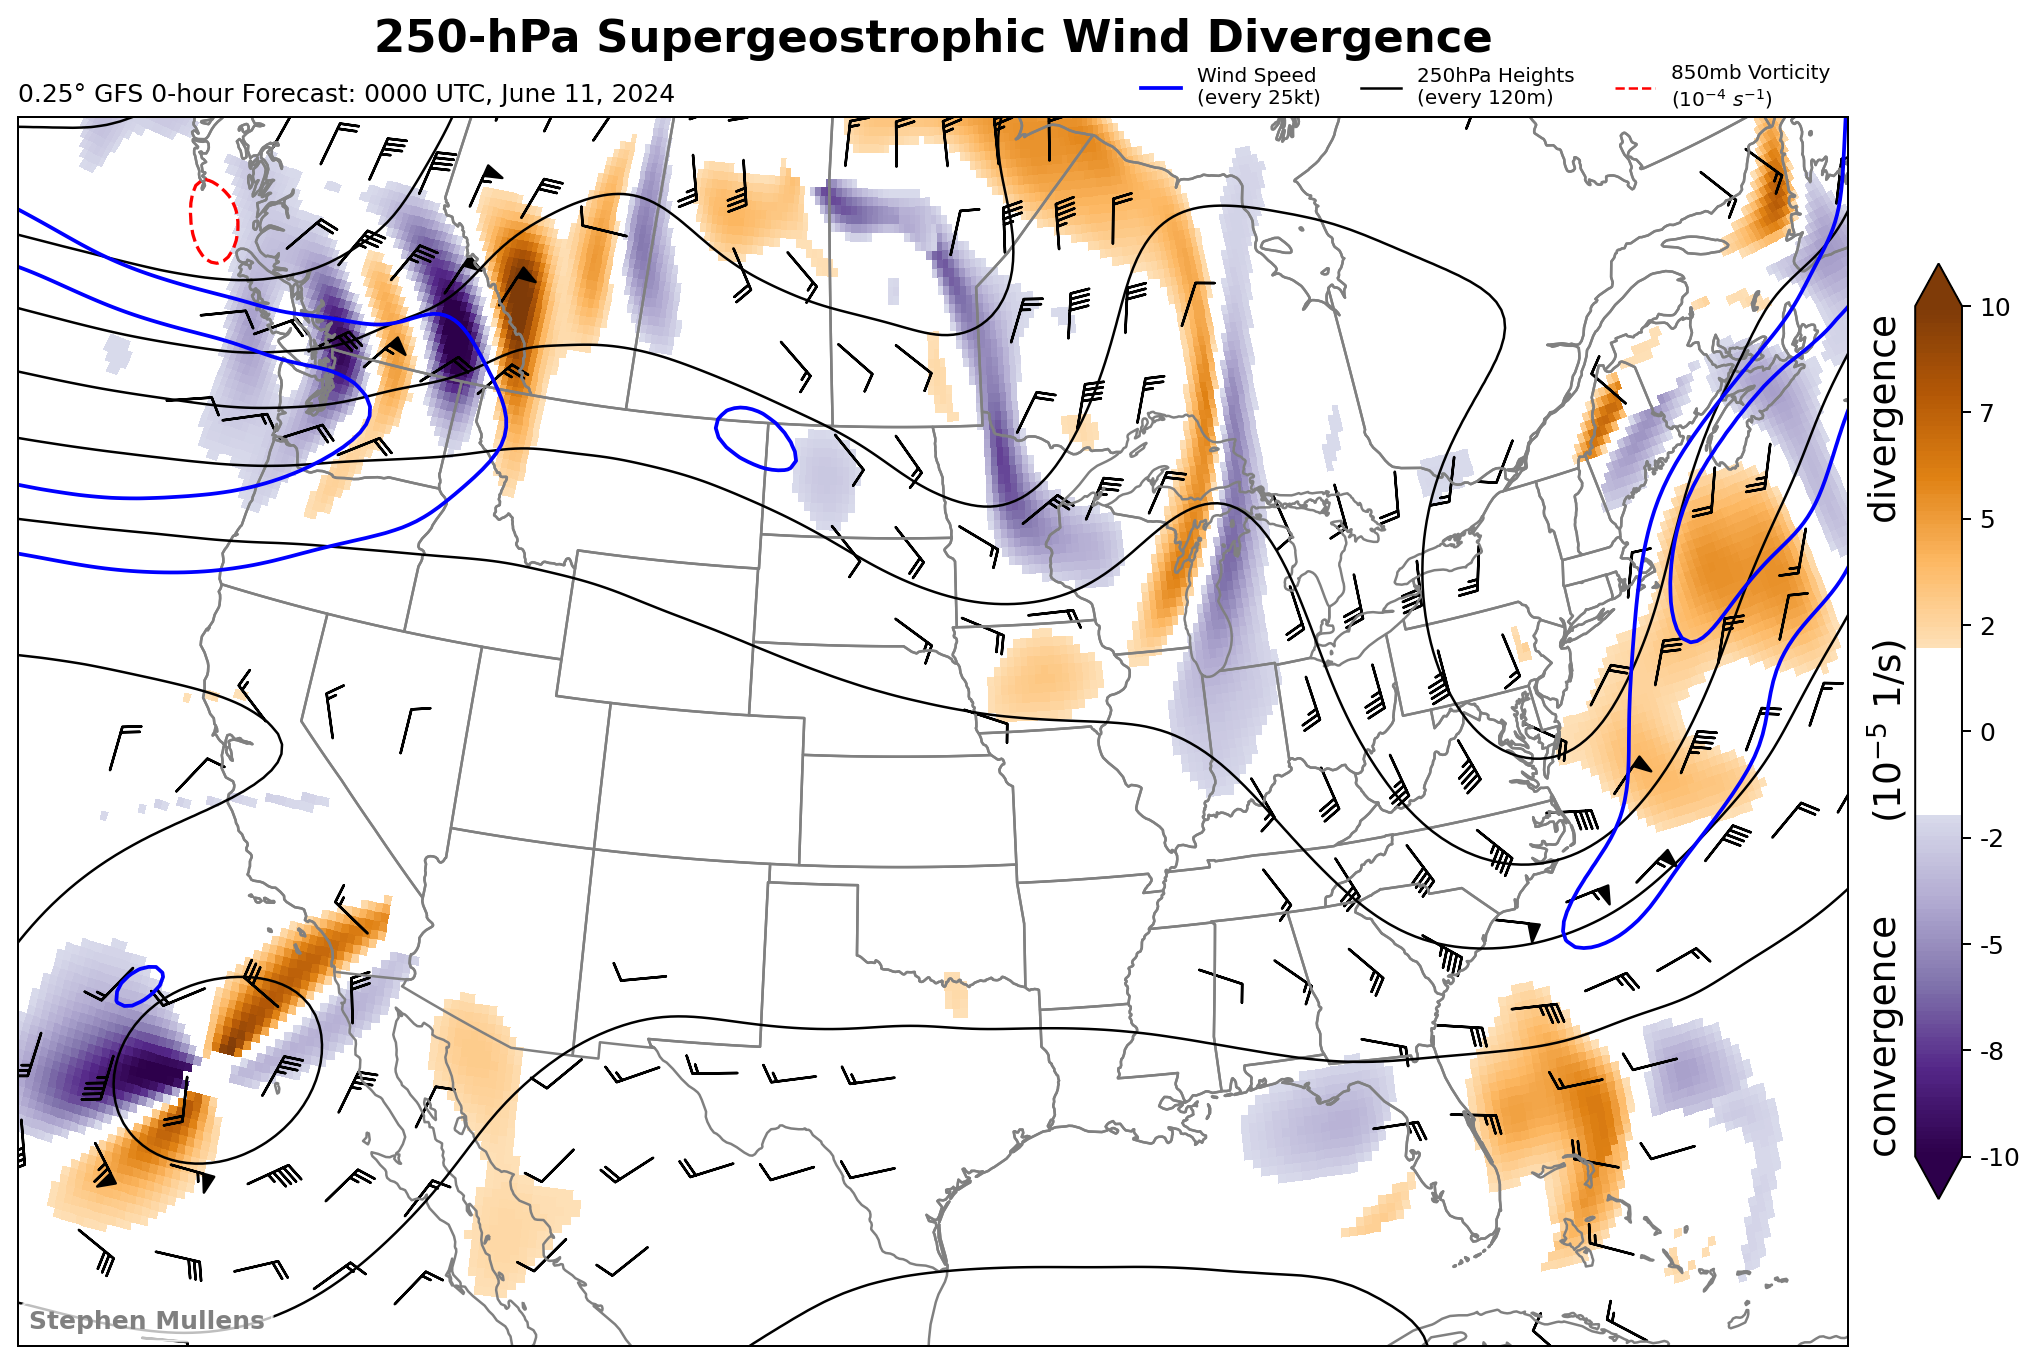 250-hPa Supergeostrophic Wind Divergence
0.25° GFS 0-hour Forecast: 0000 UTC, June 11, 2024
Wind Speed
(every 25kt)
250hPa Heights
(every 120m)
850mb Vorticity
(10⁻⁴ s⁻¹)
10
7
5
2
0
-2
-5
-8
-10
convergence (10⁻⁵ 1/s) divergence
Stephen Mullens